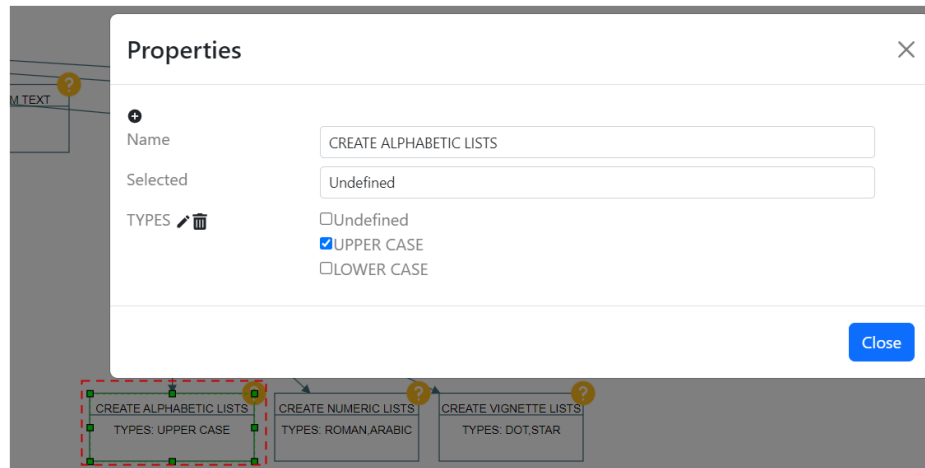 Properties
?
M TEXT
Name
CREATE ALPHABETIC LISTS
Selected
Undefined
TYPES
Undefined
UPPER CASE
LOWER CASE
Close
? ? ?
CREATE ALPHABETIC LISTS CREATE NUMERIC LISTS CREATE VIGNETTE LISTS
TYPES: UPPER CASE TYPES: ROMAN,ARABIC TYPES: DOT,STAR